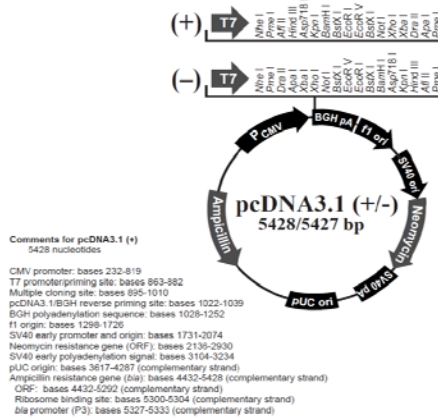 (+) T7 Nhe I Pme I Afl II Hind III Asp718 I Kpn I BamH I BstX I EcoR I EcoR V BstX I Not I Xho I Xba I Dra II Apa I Pme I
(–) T7 Nhe I Pme I Dra II Apa I Xba I Xho I Not I BstX I EcoR V EcoR I BstX I BamH I Asp718 I Kpn I Hind III Afl II Pme I
P CMV
BGH pA
f1 ori
SV40 ori
Neomycin
SV40 pA
pUC ori
Ampicillin
pcDNA3.1 (+/-)
5428/5427 bp
Comments for pcDNA3.1 (+)
5428 nucleotides
CMV promoter: bases 232-819
T7 promoter/priming site: bases 863-882
Multiple cloning site: bases 895-1010
pcDNA3.1/BGH reverse priming site: bases 1022-1039
BGH polyadenylation sequence: bases 1028-1252
f1 origin: bases 1298-1726
SV40 early promoter and origin: bases 1731-2074
Neomycin resistance gene (ORF): bases 2136-2930
SV40 early polyadenylation signal: bases 3104-3234
pUC origin: bases 3617-4287 (complementary strand)
Ampicillin resistance gene (bla): bases 4432-5428 (complementary strand)
ORF: bases 4432-5292 (complementary strand)
Ribosome binding site: bases 5300-5304 (complementary strand)
bla promoter (P3): bases 5327-5333 (complementary strand)